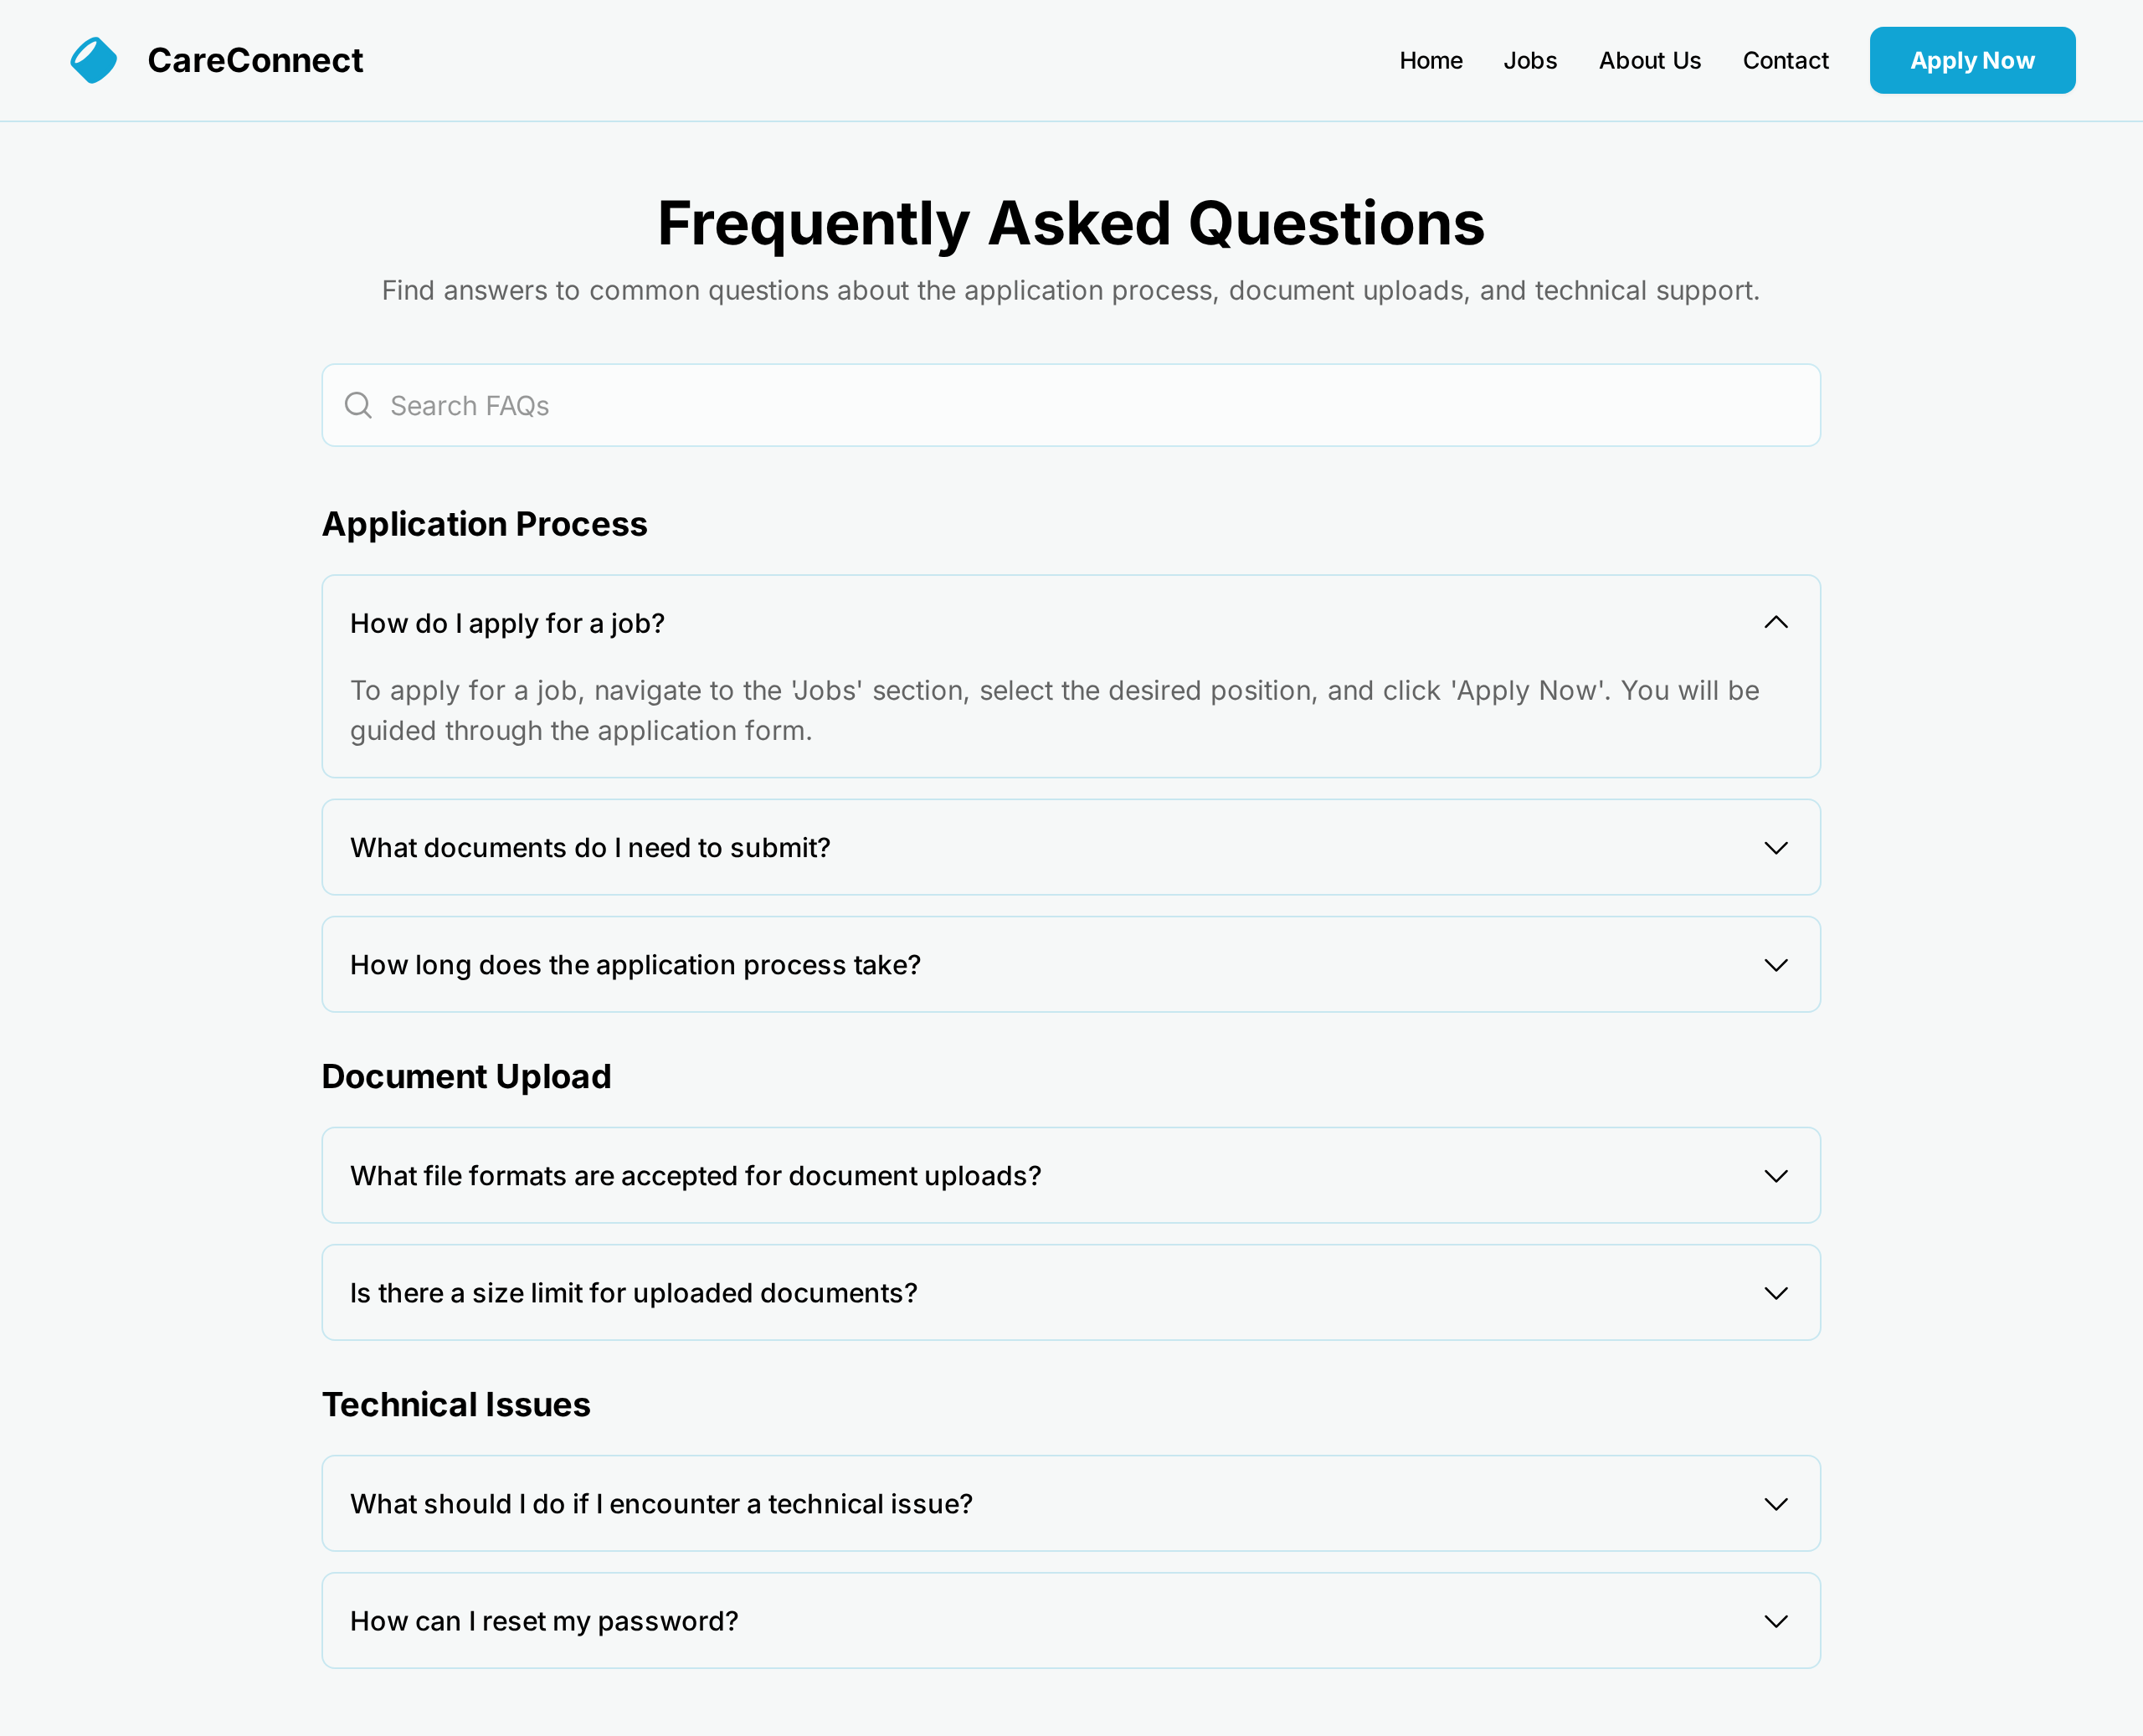 CareConnect
Home
Jobs
About Us
Contact
Apply Now
Frequently Asked Questions
Find answers to common questions about the application process, document uploads, and technical support.
Search FAQs
Application Process
How do I apply for a job?
To apply for a job, navigate to the 'Jobs' section, select the desired position, and click 'Apply Now'. You will be
guided through the application form.
What documents do I need to submit?
How long does the application process take?
Document Upload
What file formats are accepted for document uploads?
Is there a size limit for uploaded documents?
Technical Issues
What should I do if I encounter a technical issue?
How can I reset my password?